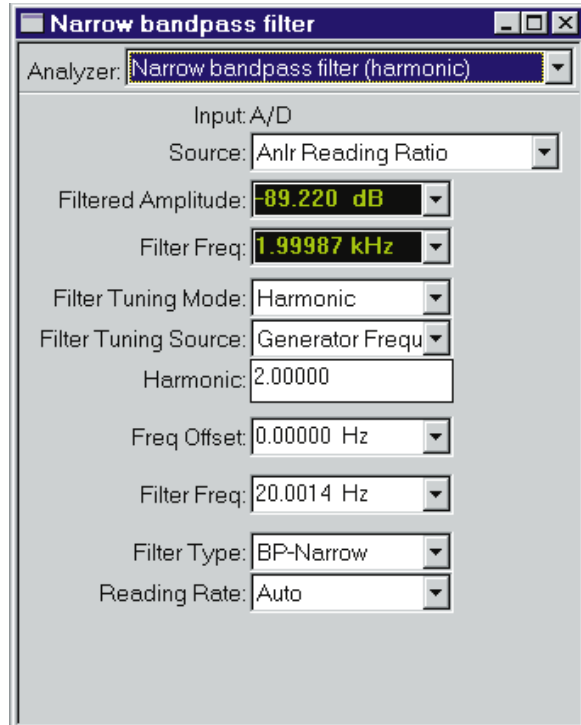 Narrow bandpass filter
Analyzer: Narrow bandpass filter (harmonic)
Input: A/D
Source: Anlr Reading Ratio
Filtered Amplitude: -89.220 dB
Filter Freq: 1.99987 kHz
Filter Tuning Mode: Harmonic
Filter Tuning Source: Generator Frequ
Harmonic: 2.00000
Freq Offset: 0.00000 Hz
Filter Freq: 20.0014 Hz
Filter Type: BP-Narrow
Reading Rate: Auto